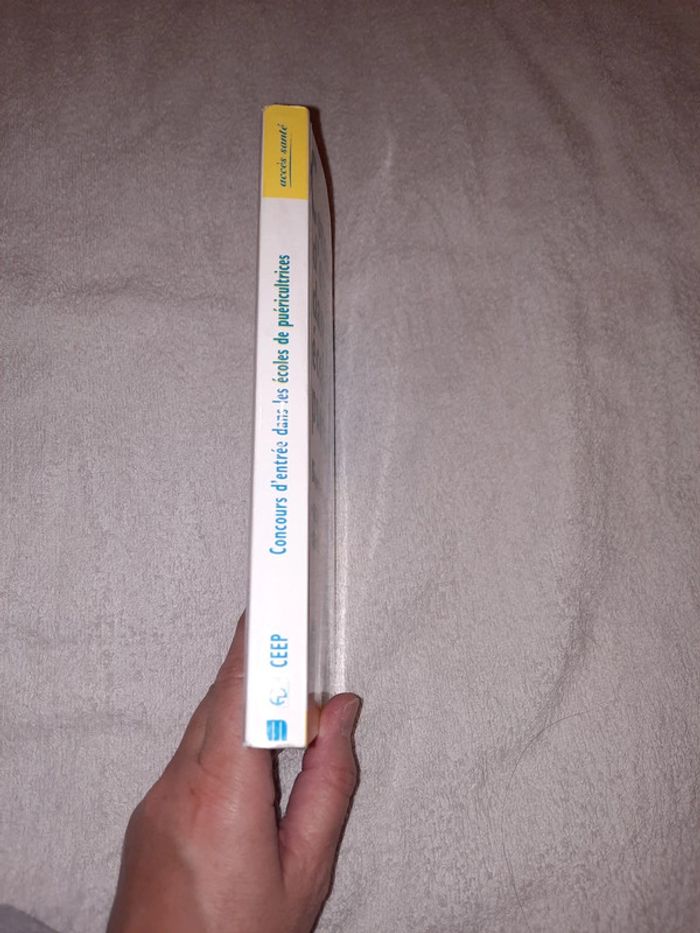 accès santé
Concours d'entrée dans les écoles de puéricultrices
CEEP